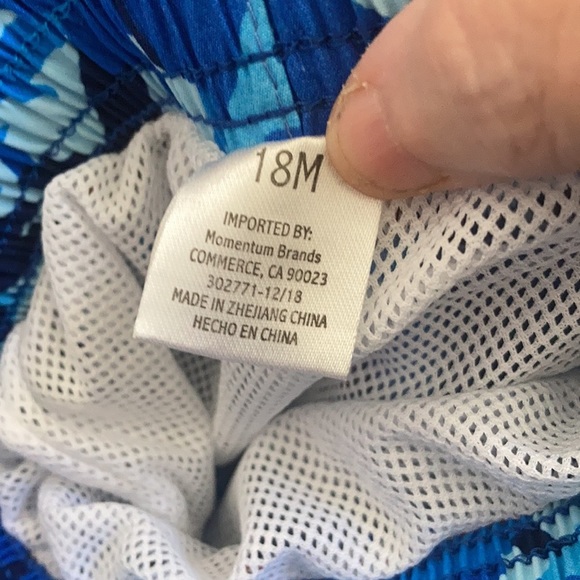 18M
IMPORTED BY:
Momentum Brands
COMMERCE, CA 90023
302771-12/18
MADE IN ZHEJIANG CHINA
HECHO EN CHINA